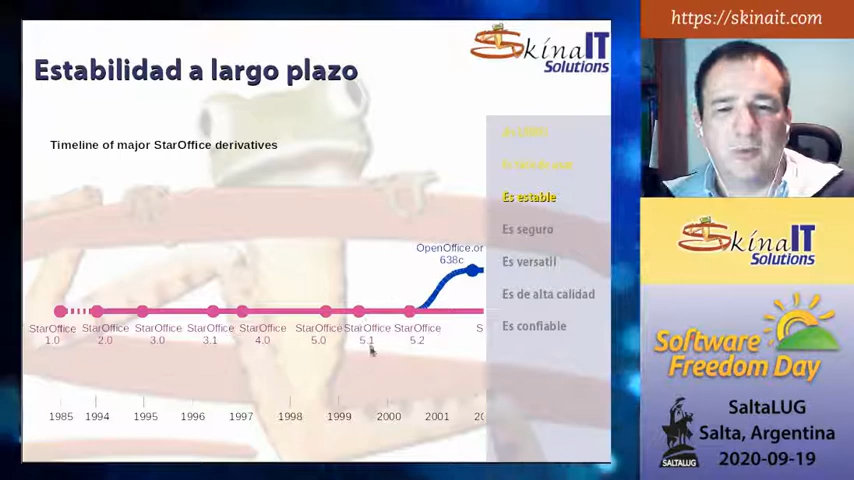 https://skinait.com
SkinaIT
Solutions
Estabilidad a largo plazo
Timeline of major StarOffice derivatives
Es estable
Es seguro
Es versatil
Es de alta calidad
Es confiable
OpenOffice.or
638c
StarOffice 1.0
StarOffice 2.0
StarOffice 3.0
StarOffice 3.1
StarOffice 4.0
StarOffice 5.0
StarOffice 5.1
StarOffice 5.2
S
1985 1994 1995 1996 1997 1998 1999 2000 2001 20
SkinaIT
Solutions
Software
Freedom Day
SALTALUG
SaltaLUG
Salta, Argentina
2020-09-19